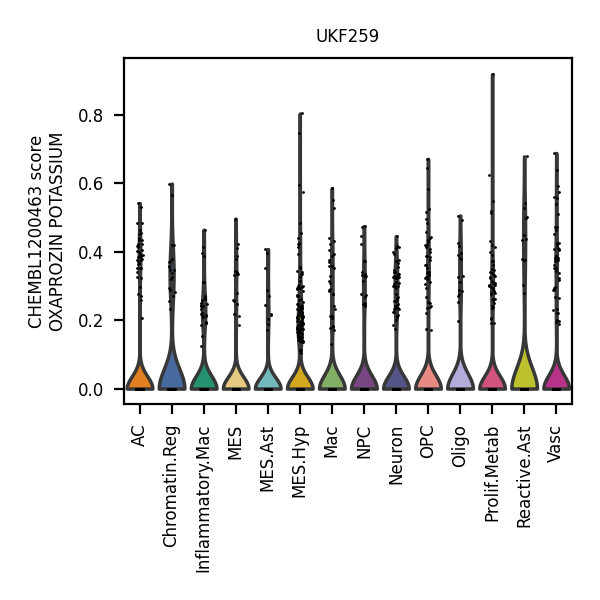 UKF259
CHEMBL1200463 score
OXAPROZIN POTASSIUM
0.8
0.6
0.4
0.2
0.0
AC
Chromatin.Reg
Inflammatory.Mac
MES
MES.Ast
MES.Hyp
Mac
NPC
Neuron
OPC
Oligo
Prolif.Metab
Reactive.Ast
Vasc